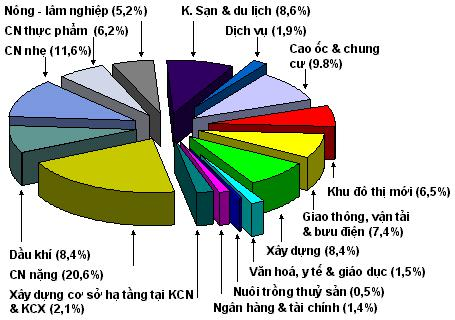 Nông - lâm nghiệp (5,2%)
K. Sạn & du lịch (8,6%)
CN thực phẩm (6,2%)
Dịch vụ (1,9%)
CN nhẹ (11,6%)
Cao ốc & chung
cư (9.8%)
Khu đô thị mới (6,5%)
Giao thông, vận tải
& bưu điện (7,4%)
Xây dựng (8,4%)
Dầu khí (8,4%)
Văn hoá, y tế & giáo dục (1,5%)
CN nặng (20,6%)
Nuôi trồng thuỷ sản (0,5%)
Xây dựng cơ sở hạ tầng tại KCN
& KCX (2,1%)
Ngân hàng & tài chính (1,4%)